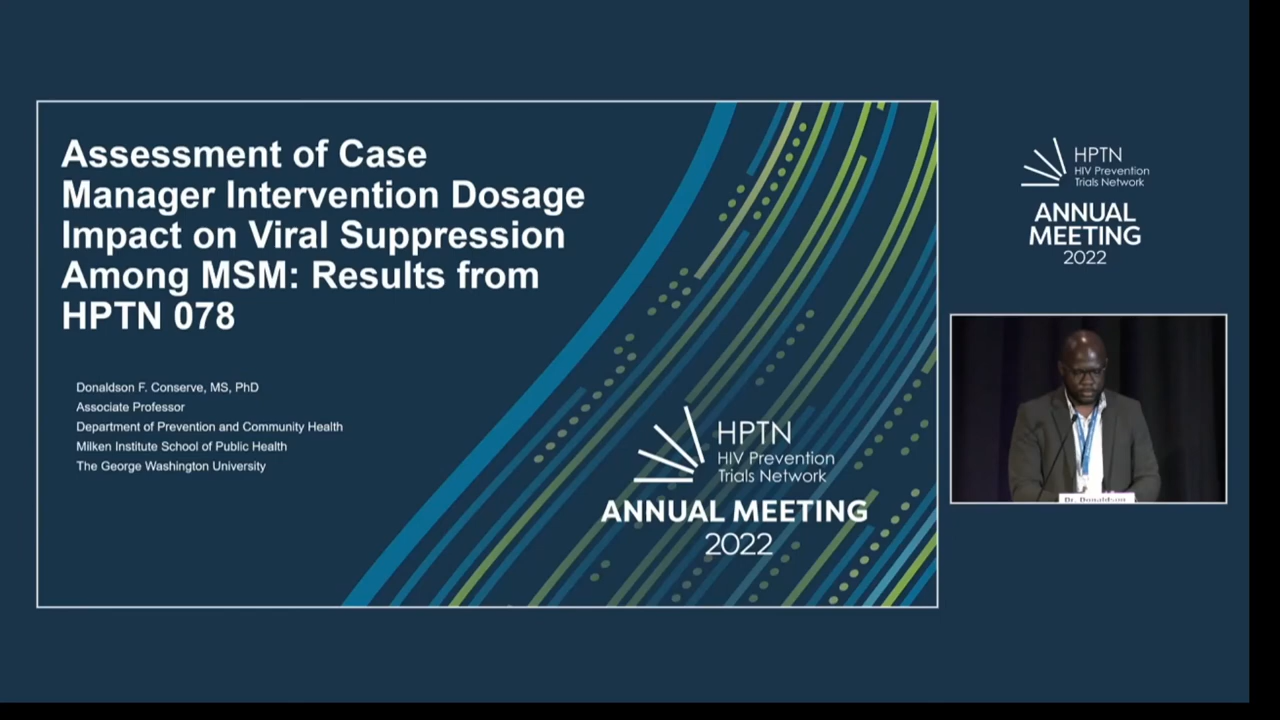 Assessment of Case
Manager Intervention Dosage
Impact on Viral Suppression
Among MSM: Results from
HPTN 078
Donaldson F. Conserve, MS, PhD
Associate Professor
Department of Prevention and Community Health
Milken Institute School of Public Health
The George Washington University
HPTN
HIV Prevention
Trials Network
ANNUAL MEETING
2022
HPTN
HIV Prevention
Trials Network
ANNUAL
MEETING
2022
Dr. Donaldson